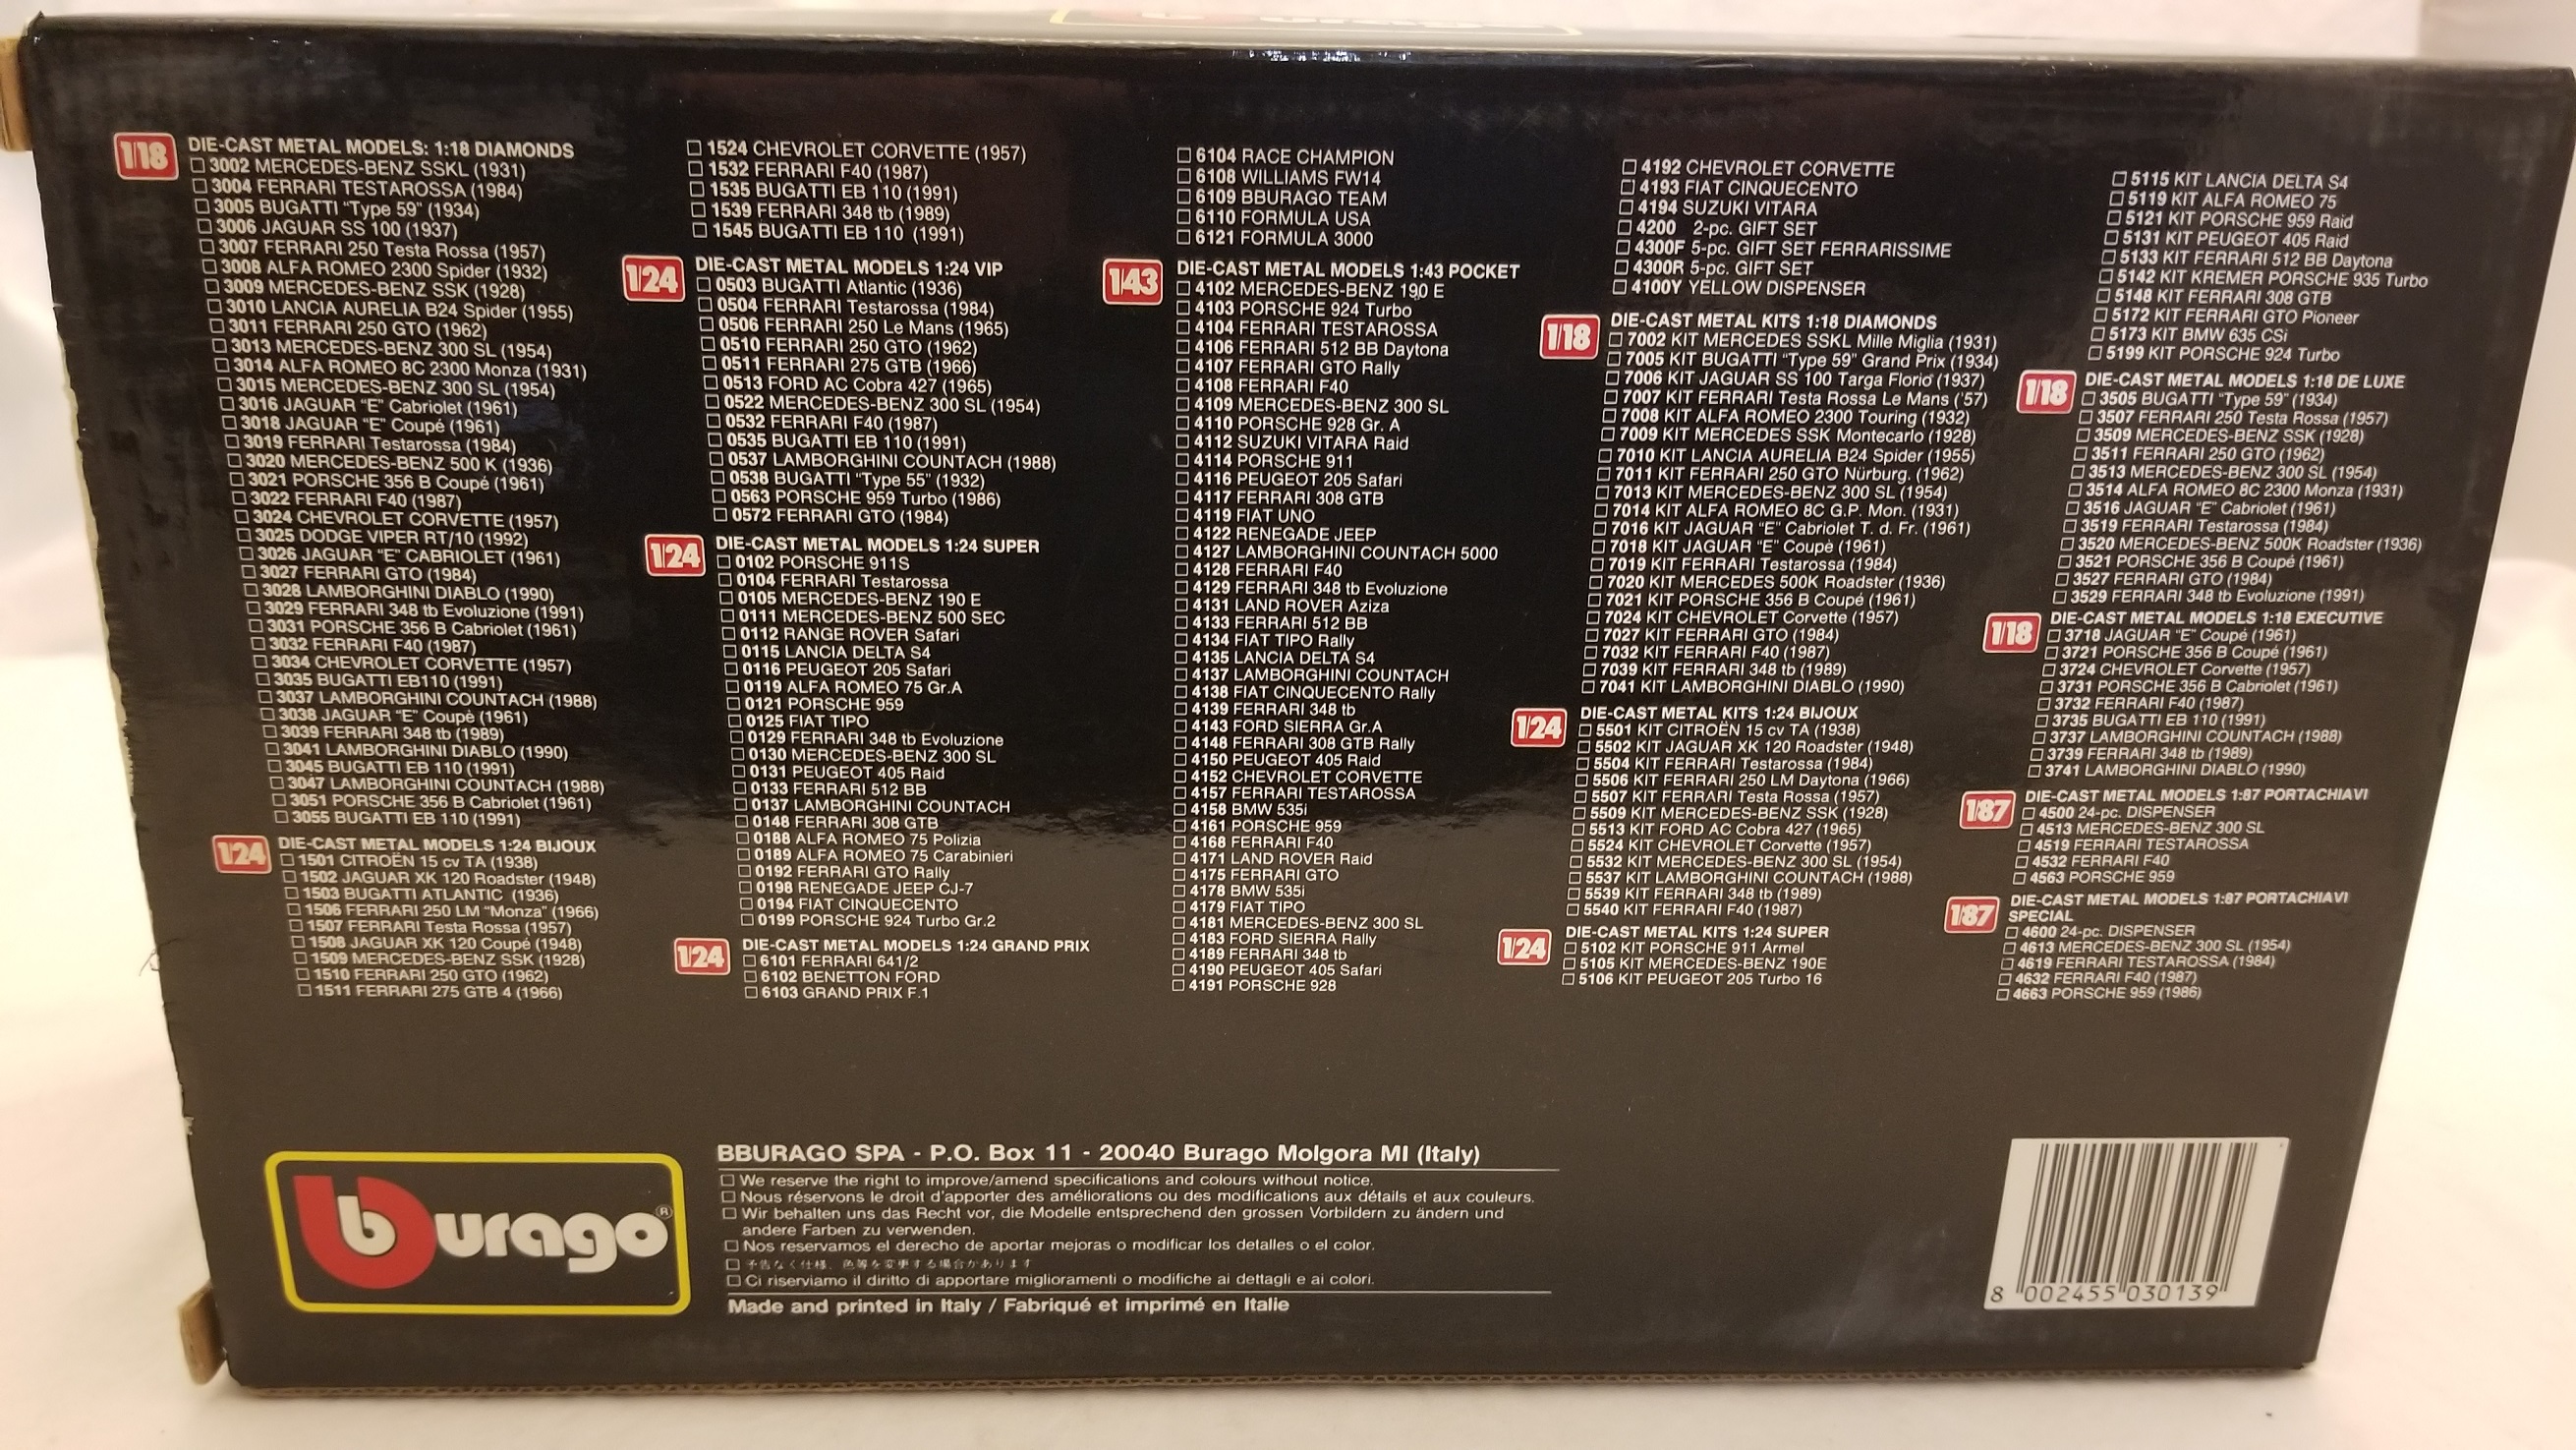 1/18
DIE-CAST METAL MODELS: 1:18 DIAMONDS
3002 MERCEDES-BENZ SSKL (1931)
3004 FERRARI TESTAROSSA (1984)
3005 BUGATTI "Type 59" (1934)
3006 JAGUAR SS 100 (1937)
3007 FERRARI 250 Testa Rossa (1957)
3008 ALFA ROMEO 2300 Spider (1932)
3009 MERCEDES-BENZ SSK (1928)
3010 LANCIA AURELIA B24 Spider (1955)
3011 FERRARI 250 GTO (1962)
3013 MERCEDES-BENZ 300 SL (1954)
3014 ALFA ROMEO 8C 2300 Monza (1931)
3015 MERCEDES-BENZ 300 SL (1954)
3016 JAGUAR "E" Cabriolet (1961)
3018 JAGUAR "E" Coupé (1961)
3019 FERRARI Testarossa (1984)
3020 MERCEDES-BENZ 500 K (1936)
3021 PORSCHE 356 B Coupé (1961)
3022 FERRARI F40 (1987)
3024 CHEVROLET CORVETTE (1957)
3025 DODGE VIPER RT/10 (1992)
3026 JAGUAR "E" CABRIOLET (1961)
3027 FERRARI GTO (1984)
3028 LAMBORGHINI DIABLO (1990)
3029 FERRARI 348 tb Evoluzione (1991)
3031 PORSCHE 356 B Cabriolet (1961)
3032 FERRARI F40 (1987)
3034 CHEVROLET CORVETTE (1957)
3035 BUGATTI EB110 (1991)
3037 LAMBORGHINI COUNTACH (1988)
3038 JAGUAR "E" Coupè (1961)
3039 FERRARI 348 tb (1989)
3041 LAMBORGHINI DIABLO (1990)
3045 BUGATTI EB 110 (1991)
3047 LAMBORGHINI COUNTACH (1988)
3051 PORSCHE 356 B Cabriolet (1961)
3055 BUGATTI EB 110 (1991)
1/24
DIE-CAST METAL MODELS 1:24 BIJOUX
1501 CITROËN 15 cv TA (1938)
1502 JAGUAR XK 120 Roadster (1948)
1503 BUGATTI ATLANTIC (1936)
1506 FERRARI 250 LM "Monza" (1966)
1507 FERRARI Testa Rossa (1957)
1508 JAGUAR XK 120 Coupé (1948)
1509 MERCEDES-BENZ SSK (1928)
1510 FERRARI 250 GTO (1962)
1511 FERRARI 275 GTB 4 (1966)
1524 CHEVROLET CORVETTE (1957)
1532 FERRARI F40 (1987)
1535 BUGATTI EB 110 (1991)
1539 FERRARI 348 tb (1989)
1545 BUGATTI EB 110 (1991)
1/24
DIE-CAST METAL MODELS 1:24 VIP
0503 BUGATTI Atlantic (1936)
0504 FERRARI Testarossa (1984)
0506 FERRARI 250 Le Mans (1965)
0510 FERRARI 250 GTO (1962)
0511 FERRARI 275 GTB (1966)
0513 FORD AC Cobra 427 (1965)
0522 MERCEDES-BENZ 300 SL (1954)
0532 FERRARI F40 (1987)
0535 BUGATTI EB 110 (1991)
0537 LAMBORGHINI COUNTACH (1988)
0538 BUGATTI "Type 55" (1932)
0563 PORSCHE 959 Turbo (1986)
0572 FERRARI GTO (1984)
1/24
DIE-CAST METAL MODELS 1:24 SUPER
0102 PORSCHE 911S
0104 FERRARI Testarossa
0105 MERCEDES-BENZ 190 E
0111 MERCEDES-BENZ 500 SEC
0112 RANGE ROVER Safari
0115 LANCIA DELTA S4
0116 PEUGEOT 205 Safari
0119 ALFA ROMEO 75 Gr.A
0121 PORSCHE 959
0125 FIAT TIPO
0129 FERRARI 348 tb Evoluzione
0130 MERCEDES-BENZ 300 SL
0131 PEUGEOT 405 Raid
0133 FERRARI 512 BB
0137 LAMBORGHINI COUNTACH
0148 FERRARI 308 GTB
0188 ALFA ROMEO 75 Polizia
0189 ALFA ROMEO 75 Carabinieri
0192 FERRARI GTO Rally
0198 RENEGADE JEEP CJ-7
0194 FIAT CINQUECENTO
0199 PORSCHE 924 Turbo Gr.2
1/24
DIE-CAST METAL MODELS 1:24 GRAND PRIX
6101 FERRARI 641/2
6102 BENETTON FORD
6103 GRAND PRIX F.1
6104 RACE CHAMPION
6108 WILLIAMS FW14
6109 BBURAGO TEAM
6110 FORMULA USA
6121 FORMULA 3000
1/43
DIE-CAST METAL MODELS 1:43 POCKET
4102 MERCEDES-BENZ 190 E
4103 PORSCHE 924 Turbo
4104 FERRARI TESTAROSSA
4106 FERRARI 512 BB Daytona
4107 FERRARI GTO Rally
4108 FERRARI F40
4109 MERCEDES-BENZ 300 SL
4110 PORSCHE 928 Gr. A
4112 SUZUKI VITARA Raid
4114 PORSCHE 911
4116 PEUGEOT 205 Safari
4117 FERRARI 308 GTB
4119 FIAT UNO
4122 RENEGADE JEEP
4127 LAMBORGHINI COUNTACH 5000
4128 FERRARI F40
4129 FERRARI 348 tb Evoluzione
4131 LAND ROVER Aziza
4133 FERRARI 512 BB
4134 FIAT TIPO Rally
4135 LANCIA DELTA S4
4137 LAMBORGHINI COUNTACH
4138 FIAT CINQUECENTO Rally
4139 FERRARI 348 tb
4143 FORD SIERRA Gr.A
4148 FERRARI 308 GTB Rally
4150 PEUGEOT 405 Raid
4152 CHEVROLET CORVETTE
4157 FERRARI TESTAROSSA
4158 BMW 535i
4161 PORSCHE 959
4168 FERRARI F40
4171 LAND ROVER Raid
4175 FERRARI GTO
4178 BMW 535i
4179 FIAT TIPO
4181 MERCEDES-BENZ 300 SL
4183 FORD SIERRA Rally
4189 FERRARI 348 tb
4190 PEUGEOT 405 Safari
4191 PORSCHE 928
4192 CHEVROLET CORVETTE
4193 FIAT CINQUECENTO
4194 SUZUKI VITARA
4200 2-pc. GIFT SET
4300F 5-pc. GIFT SET FERRARISSIME
4300R 5-pc. GIFT SET
4100Y YELLOW DISPENSER
1/18
DIE-CAST METAL KITS 1:18 DIAMONDS
7002 KIT MERCEDES SSKL Mille Miglia (1931)
7005 KIT BUGATTI "Type 59" Grand Prix (1934)
7006 KIT JAGUAR SS 100 Targa Florio (1937)
7007 KIT FERRARI Testa Rossa Le Mans ('57)
7008 KIT ALFA ROMEO 2300 Touring (1932)
7009 KIT MERCEDES SSK Montecarlo (1928)
7010 KIT LANCIA AURELIA B24 Spider (1955)
7011 KIT FERRARI 250 GTO Nürburg. (1962)
7013 KIT MERCEDES-BENZ 300 SL (1954)
7014 KIT ALFA ROMEO 8C G.P. Mon. (1931)
7016 KIT JAGUAR "E" Cabriolet T. d. Fr. (1961)
7018 KIT JAGUAR "E" Coupè (1961)
7019 KIT FERRARI Testarossa (1984)
7020 KIT MERCEDES 500K Roadster (1936)
7021 KIT PORSCHE 356 B Coupé (1961)
7024 KIT CHEVROLET Corvette (1957)
7027 KIT FERRARI GTO (1984)
7032 KIT FERRARI F40 (1987)
7039 KIT FERRARI 348 tb (1989)
7041 KIT LAMBORGHINI DIABLO (1990)
1/24
DIE-CAST METAL KITS 1:24 BIJOUX
5501 KIT CITROËN 15 cv TA (1938)
5502 KIT JAGUAR XK 120 Roadster (1948)
5504 KIT FERRARI Testarossa (1984)
5506 KIT FERRARI 250 LM Daytona (1966)
5507 KIT FERRARI Testa Rossa (1957)
5509 KIT MERCEDES-BENZ SSK (1928)
5513 KIT FORD AC Cobra 427 (1965)
5524 KIT CHEVROLET Corvette (1957)
5532 KIT MERCEDES-BENZ 300 SL (1954)
5537 KIT LAMBORGHINI COUNTACH (1988)
5539 KIT FERRARI 348 tb (1989)
5540 KIT FERRARI F40 (1987)
1/24
DIE-CAST METAL KITS 1:24 SUPER
5102 KIT PORSCHE 911 Armel
5105 KIT MERCEDES-BENZ 190E
5106 KIT PEUGEOT 205 Turbo 16
5115 KIT LANCIA DELTA S4
5119 KIT ALFA ROMEO 75
5121 KIT PORSCHE 959 Raid
5131 KIT PEUGEOT 405 Raid
5133 KIT FERRARI 512 BB Daytona
5142 KIT KREMER PORSCHE 935 Turbo
5148 KIT FERRARI 308 GTB
5172 KIT FERRARI GTO Pioneer
5173 KIT BMW 635 CSi
5199 KIT PORSCHE 924 Turbo
1/18
DIE-CAST METAL MODELS 1:18 DE LUXE
3505 BUGATTI "Type 59" (1934)
3507 FERRARI 250 Testa Rossa (1957)
3509 MERCEDES-BENZ SSK (1928)
3511 FERRARI 250 GTO (1962)
3513 MERCEDES-BENZ 300 SL (1954)
3514 ALFA ROMEO 8C 2300 Monza (1931)
3516 JAGUAR "E" Cabriolet (1961)
3519 FERRARI Testarossa (1984)
3520 MERCEDES-BENZ 500K Roadster (1936)
3521 PORSCHE 356 B Coupé (1961)
3527 FERRARI GTO (1984)
3529 FERRARI 348 tb Evoluzione (1991)
1/18
DIE-CAST METAL MODELS 1:18 EXECUTIVE
3718 JAGUAR "E" Coupé (1961)
3721 PORSCHE 356 B Coupé (1961)
3724 CHEVROLET Corvette (1957)
3731 PORSCHE 356 B Cabriolet (1961)
3732 FERRARI F40 (1987)
3735 BUGATTI EB 110 (1991)
3737 LAMBORGHINI COUNTACH (1988)
3739 FERRARI 348 tb (1989)
3741 LAMBORGHINI DIABLO (1990)
1/87
DIE-CAST METAL MODELS 1:87 PORTACHIAVI
4500 24-pc. DISPENSER
4513 MERCEDES-BENZ 300 SL
4519 FERRARI TESTAROSSA
4532 FERRARI F40
4563 PORSCHE 959
1/87
DIE-CAST METAL MODELS 1:87 PORTACHIAVI
SPECIAL
4600 24-pc. DISPENSER
4613 MERCEDES-BENZ 300 SL (1954)
4619 FERRARI TESTAROSSA (1984)
4632 FERRARI F40 (1987)
4663 PORSCHE 959 (1986)
burago®
BBURAGO SPA - P.O. Box 11 - 20040 Burago Molgora MI (Italy)
We reserve the right to improve/amend specifications and colours without notice.
Nous réservons le droit d'apporter des améliorations ou des modifications aux détails et aux couleurs.
Wir behalten uns das Recht vor, die Modelle entsprechend den grossen Vorbildern zu ändern und
andere Farben zu verwenden.
Nos reservamos el derecho de aportar mejoras o modificar los detalles o el color.
予告なく仕様、色等を変更する場合があります
Ci riserviamo il diritto di apportare miglioramenti o modifiche ai dettagli e ai colori.
Made and printed in Italy / Fabriqué et imprimé en Italie
8 002455 030139